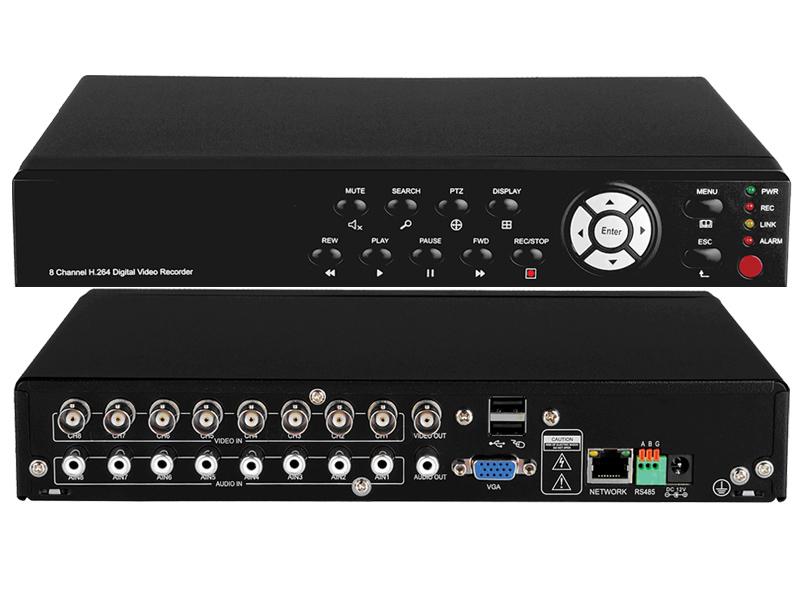 MUTE SEARCH PTZ DISPLAY MENU PWR
REC
Enter LINK
REW PLAY PAUSE FWD REC/STOP ESC ALARM
8 Channel H.264 Digital Video Recorder
CH8 CH7 CH6 CH5 CH4 CH3 CH2 CH1 VIDEO OUT
VIDEO IN
CAUTION
A B G
AIN8 AIN7 AIN6 AIN5 AIN4 AIN3 AIN2 AIN1 AUDIO OUT
AUDIO IN
VGA
NETWORK RS485 DC 12V